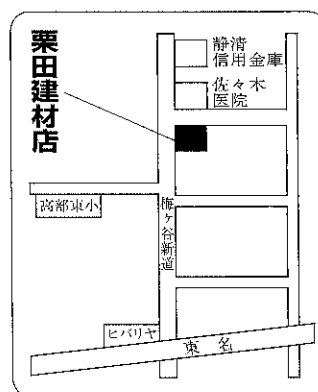 栗田建材店
静清
信用金庫
佐々木
医院
高部東小
梅ヶ谷新道
ヒバリヤ
東名